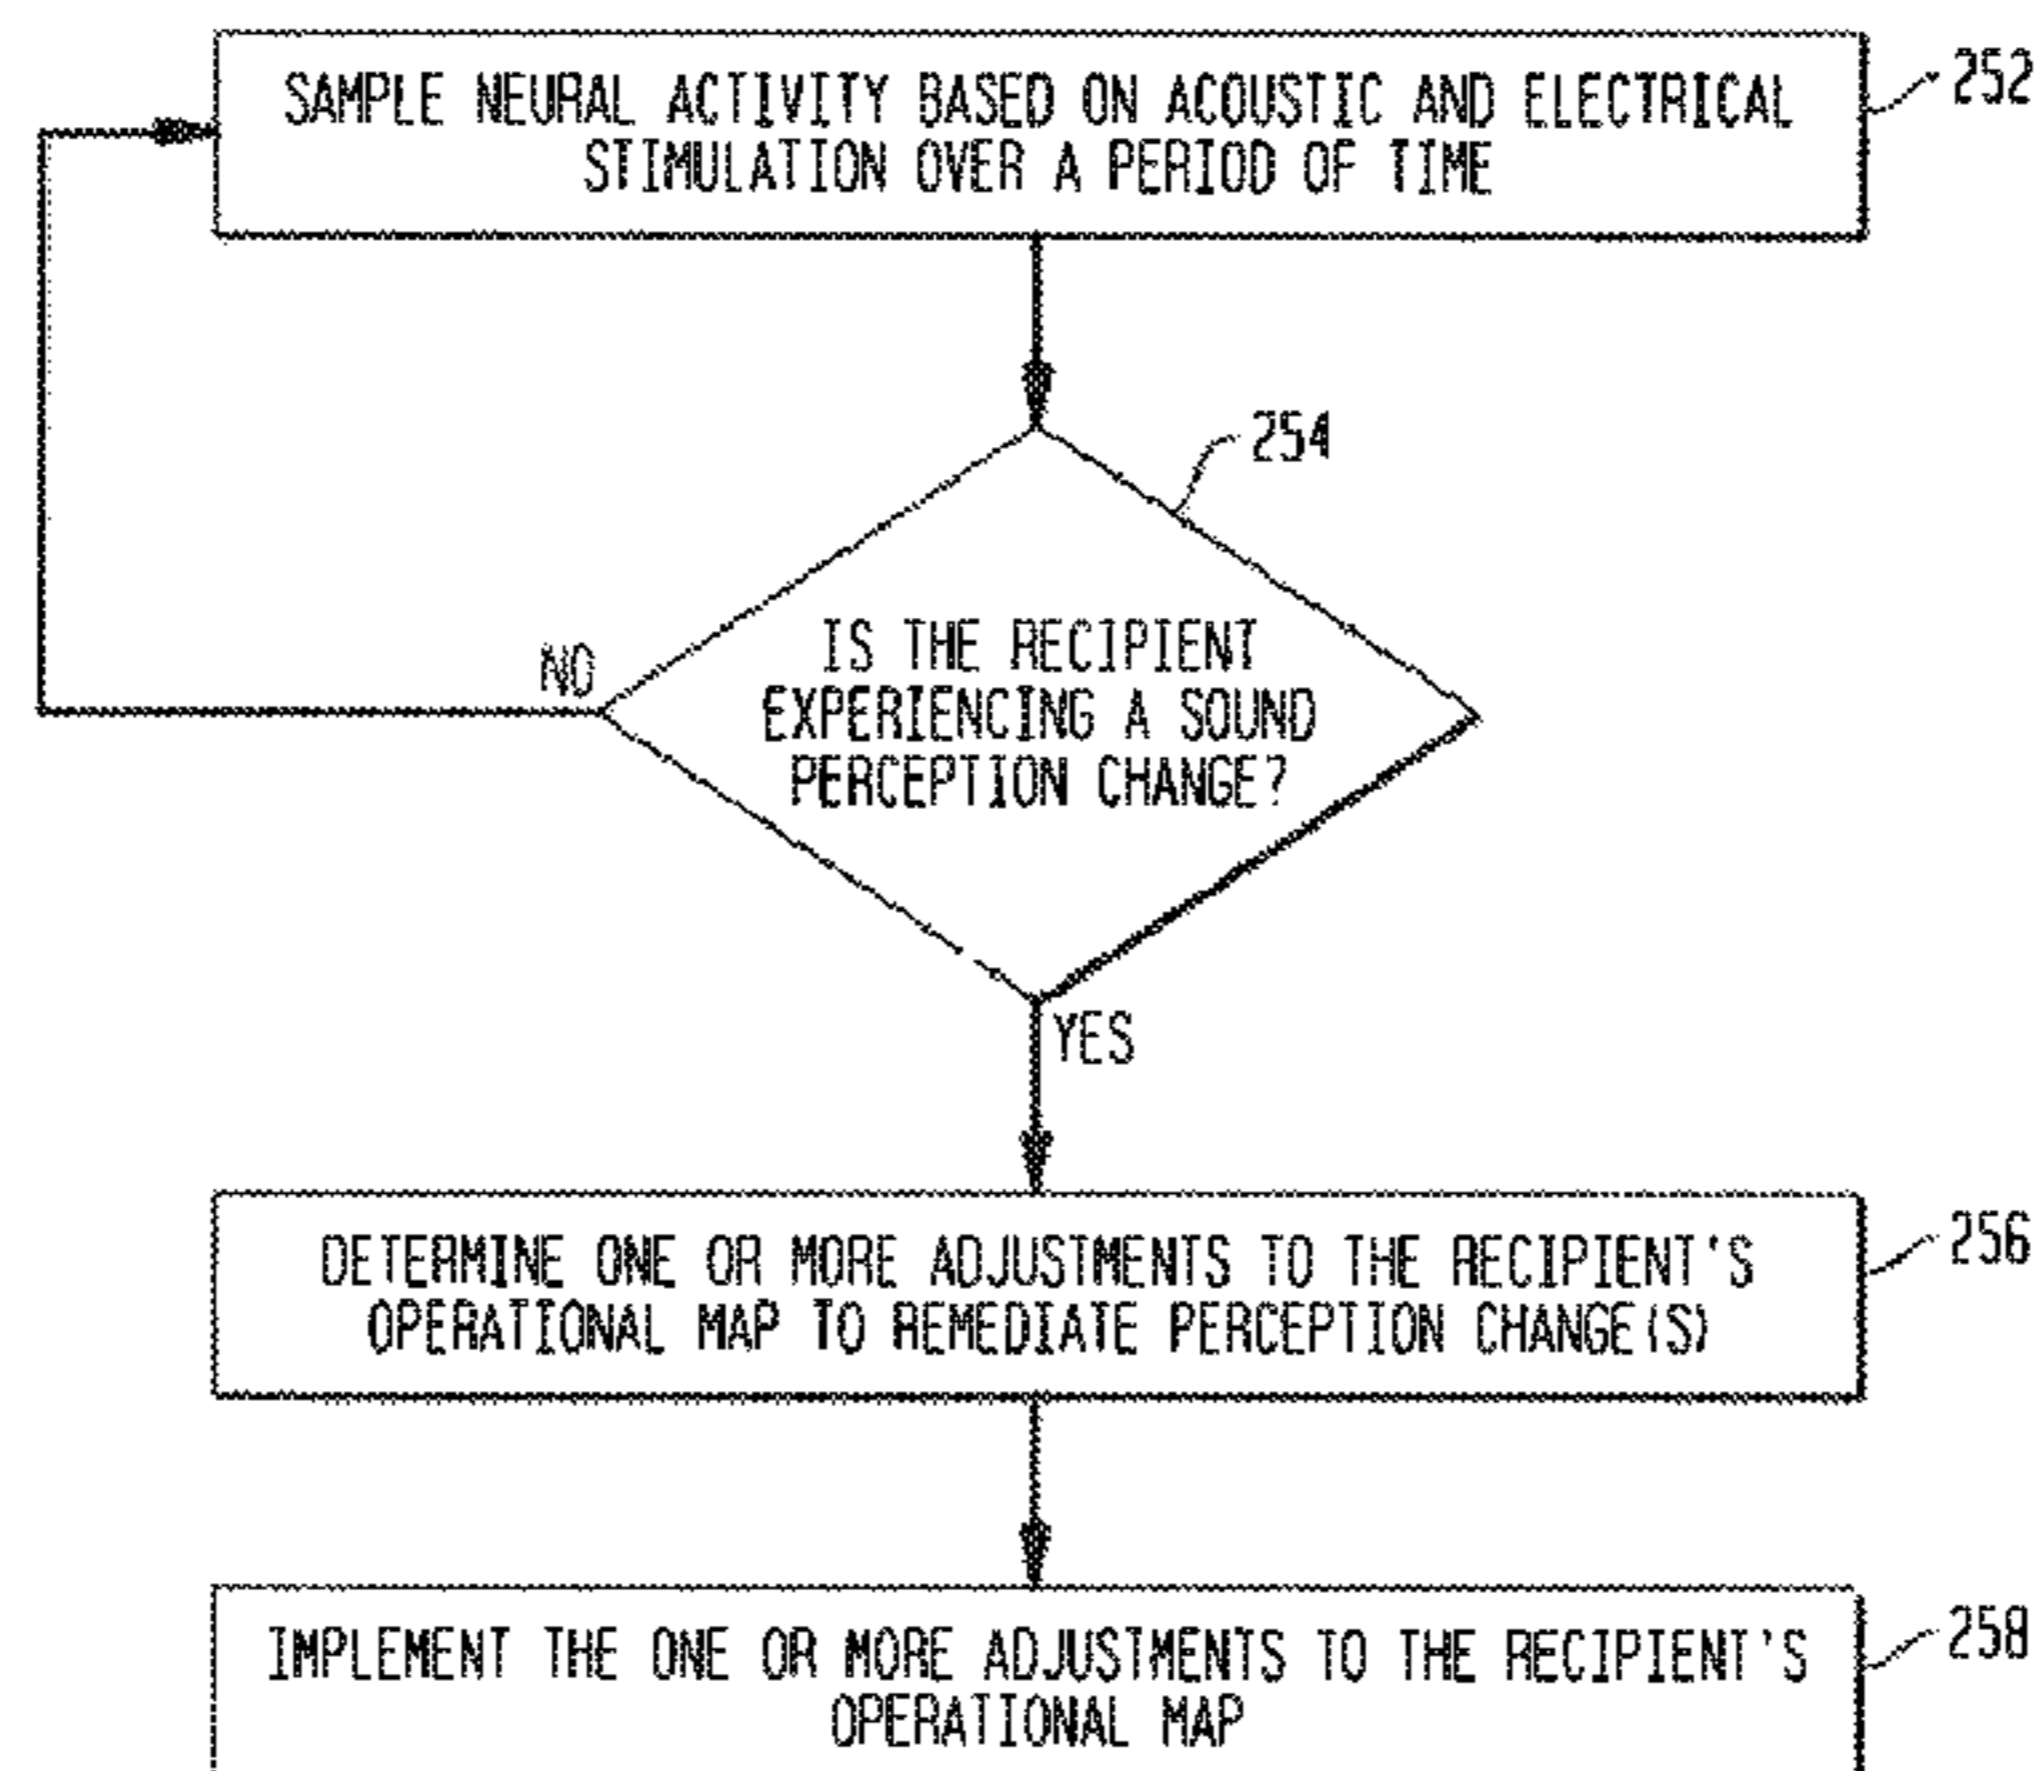 252
SAMPLE NEURAL ACTIVITY BASED ON ACOUSTIC AND ELECTRICAL
STIMULATION OVER A PERIOD OF TIME
254
IS THE RECIPIENT
EXPERIENCING A SOUND
PERCEPTION CHANGE?
NO
YES
256
DETERMINE ONE OR MORE ADJUSTMENTS TO THE RECIPIENT'S
OPERATIONAL MAP TO REMEDIATE PERCEPTION CHANGE(S)
258
IMPLEMENT THE ONE OR MORE ADJUSTMENTS TO THE RECIPIENT'S
OPERATIONAL MAP